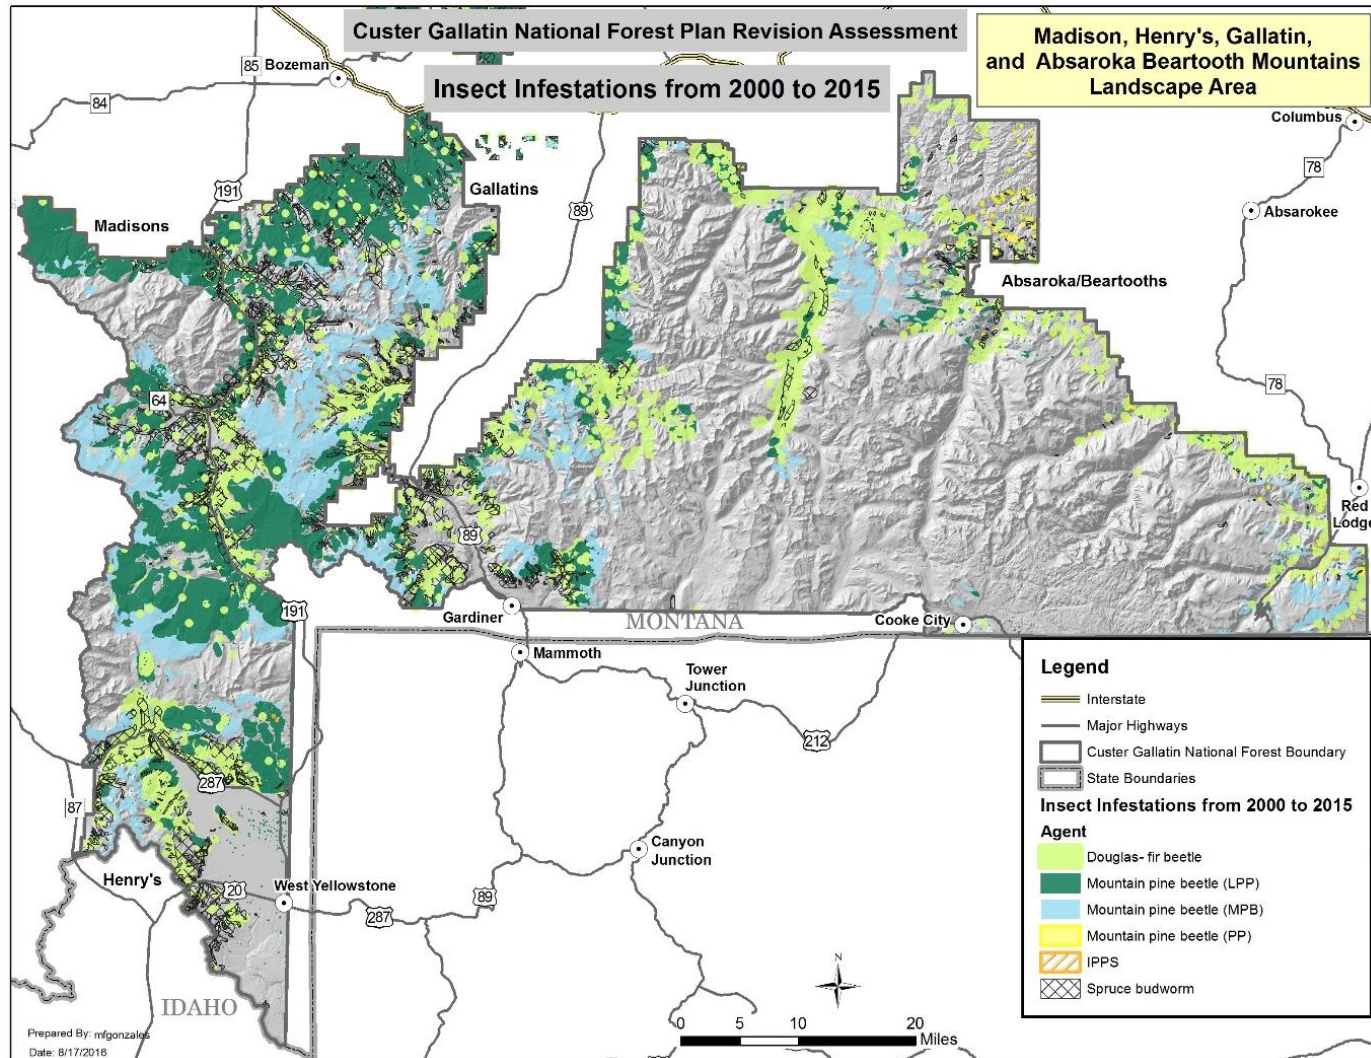 Custer Gallatin National Forest Plan Revision Assessment
Insect Infestations from 2000 to 2015
Madison, Henry's, Gallatin,
and Absaroka Beartooth Mountains
Landscape Area
85
Bozeman
84
Columbus
78
191
Gallatins
89
Absarokee
Madisons
Absaroka/Beartooths
78
64
Red
Lodge
89
191
Gardiner
MONTANA
Cooke City
Mammoth
Tower
Junction
212
287
87
Canyon
Junction
Henry's
20
West Yellowstone
287
89
IDAHO
Legend
Interstate
Major Highways
Custer Gallatin National Forest Boundary
State Boundaries
Insect Infestations from 2000 to 2015
Agent
Douglas- fir beetle
Mountain pine beetle (LPP)
Mountain pine beetle (MPB)
Mountain pine beetle (PP)
IPPS
Spruce budworm
N
0 5 10 20
Miles
Prepared By: mfgonzales
Date: 8/17/2016